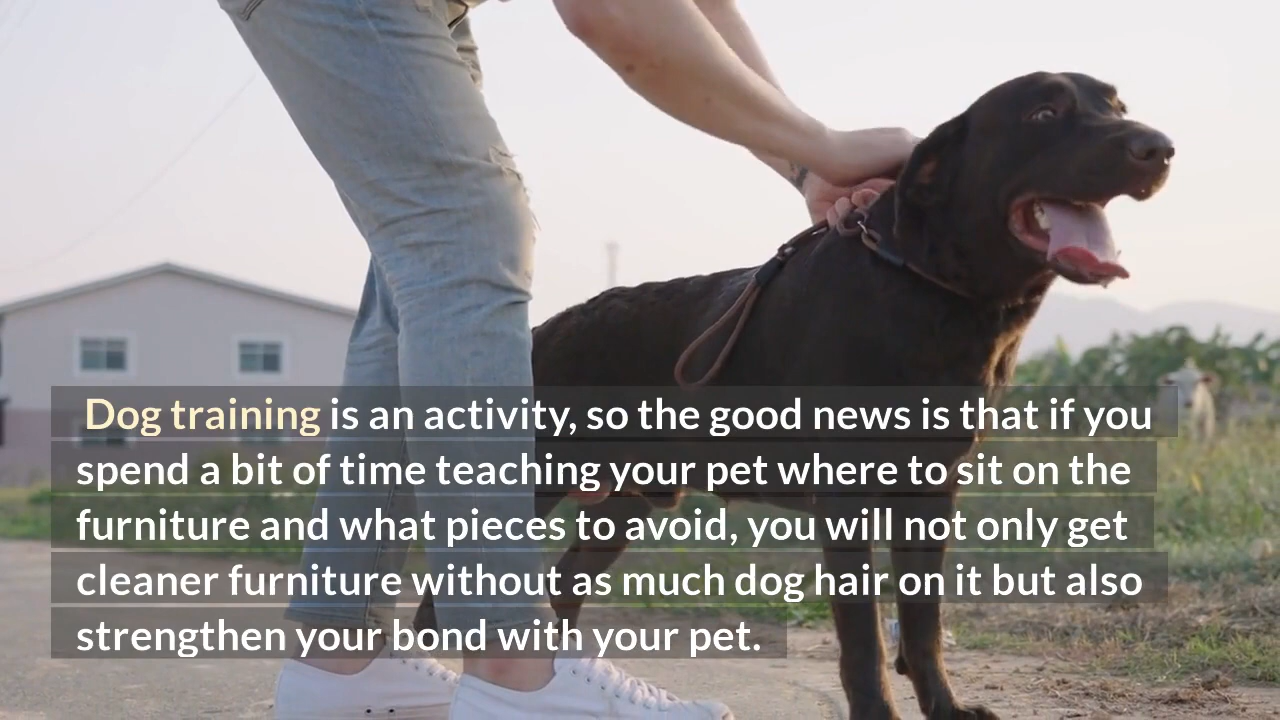 Dog training is an activity, so the good news is that if you
spend a bit of time teaching your pet where to sit on the
furniture and what pieces to avoid, you will not only get
cleaner furniture without as much dog hair on it but also
strengthen your bond with your pet.